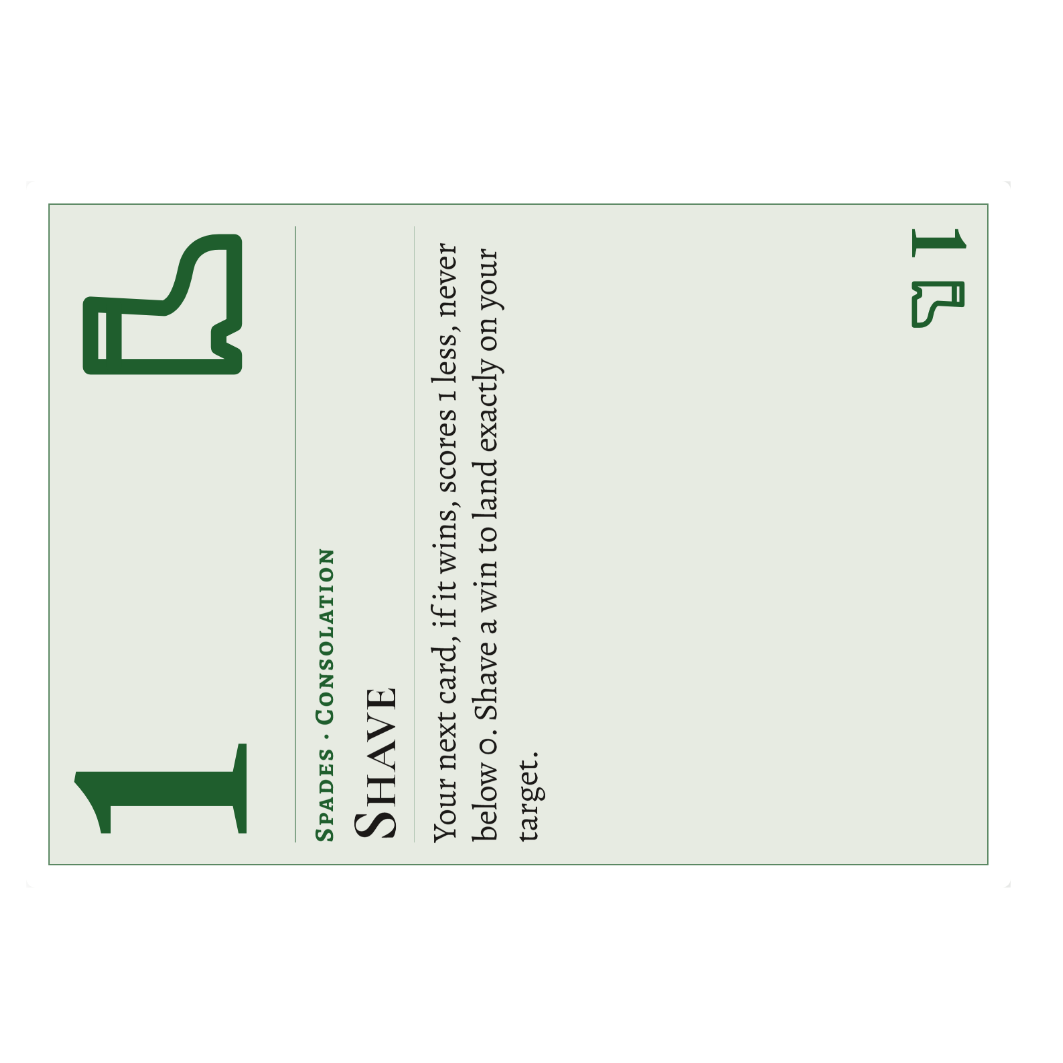 1
Spades · Consolation
Shave
Your next card, if it wins, scores 1 less, never
below 0. Shave a win to land exactly on your
target.
1